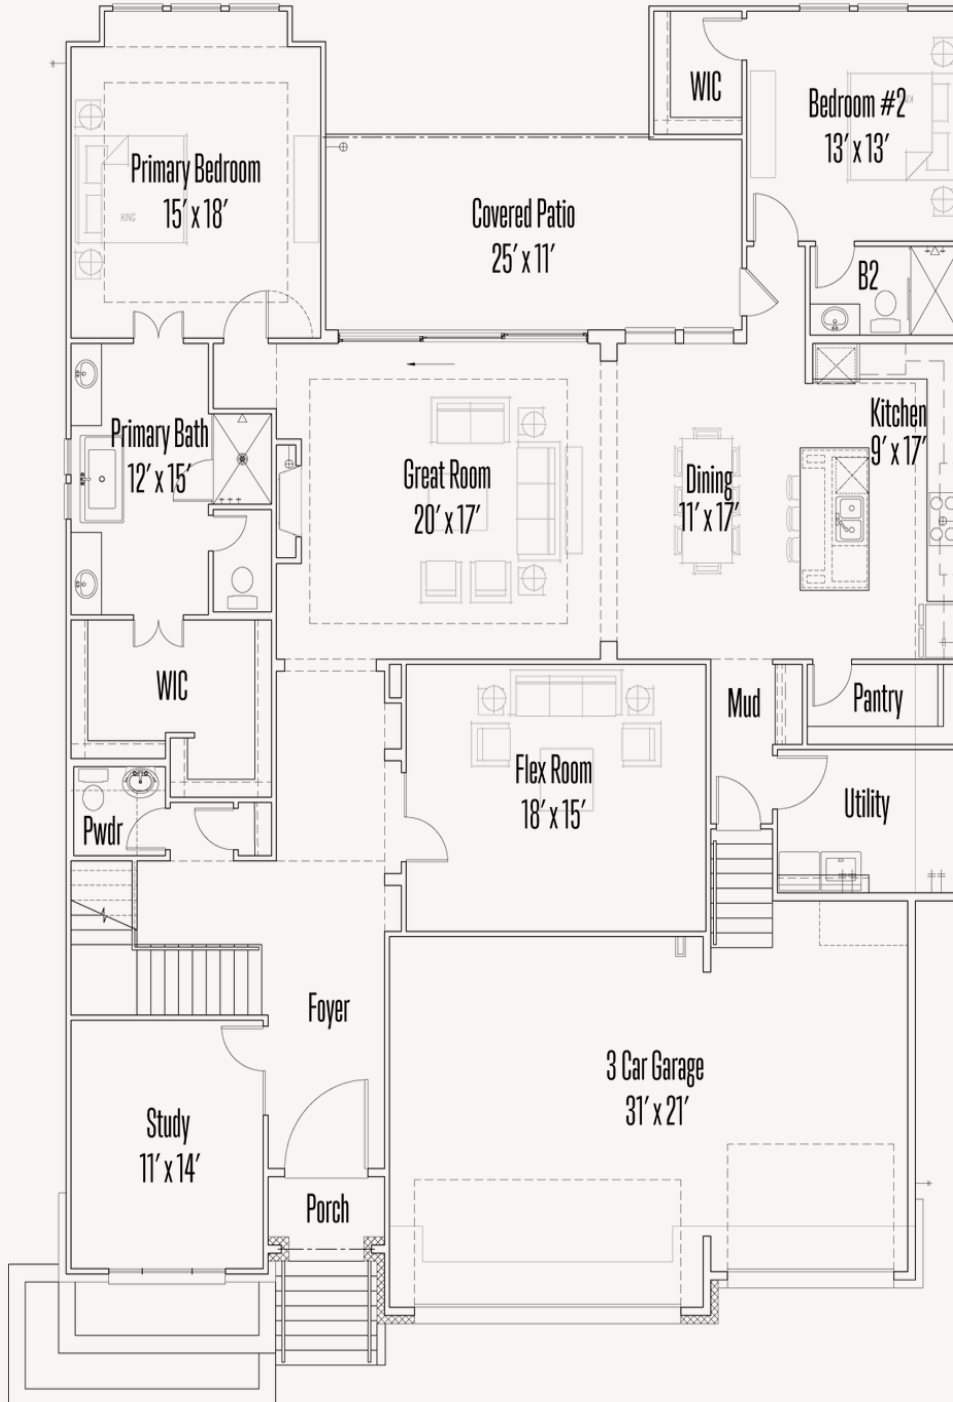 WIC
Bedroom #2
13' x 13'
Primary Bedroom
15' x 18'
KING
Covered Patio
25' x 11'
B2
Kitchen
9' x 17'
Primary Bath
12' x 15'
Great Room
20' x 17'
Dining
11' x 17'
WIC
Mud
Pantry
Flex Room
18' x 15'
Utility
Pwdr
Foyer
3 Car Garage
31' x 21'
Study
11' x 14'
Porch